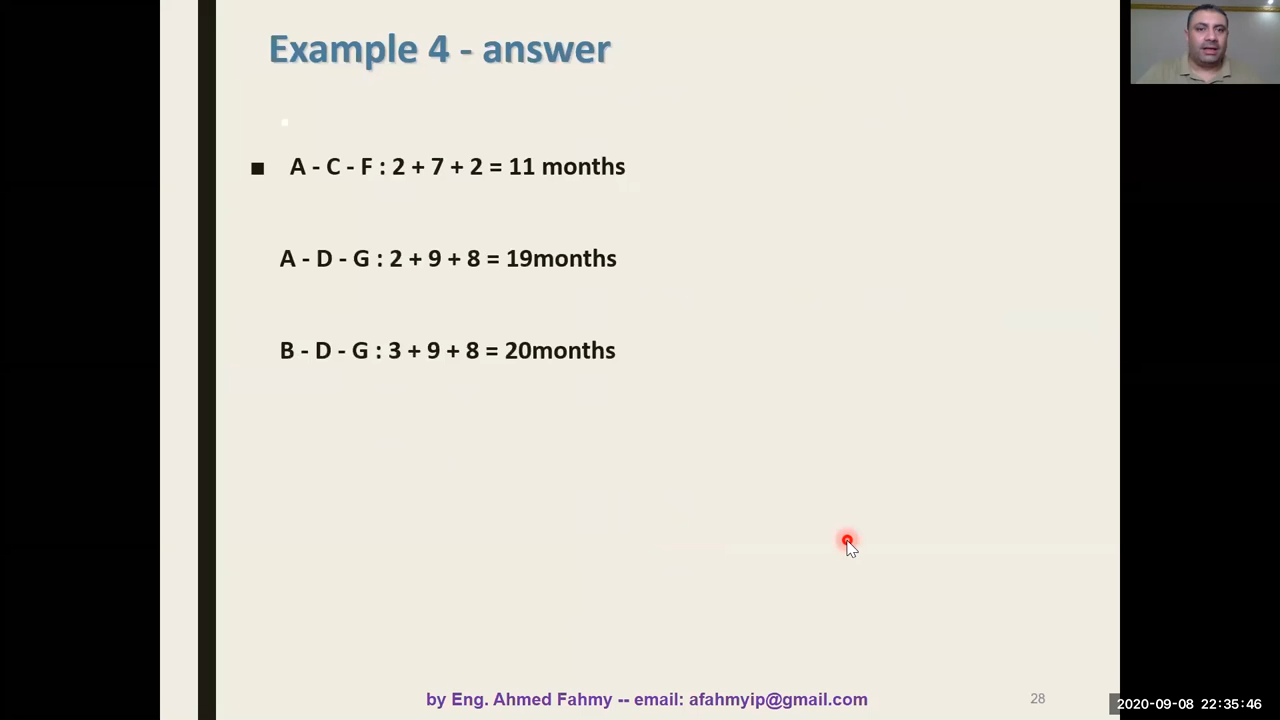 Example 4 - answer
A - C - F : 2 + 7 + 2 = 11 months
A - D - G : 2 + 9 + 8 = 19months
B - D - G : 3 + 9 + 8 = 20months
by Eng. Ahmed Fahmy -- email: afahmyip@gmail.com
28
2020-09-08 22:35:46